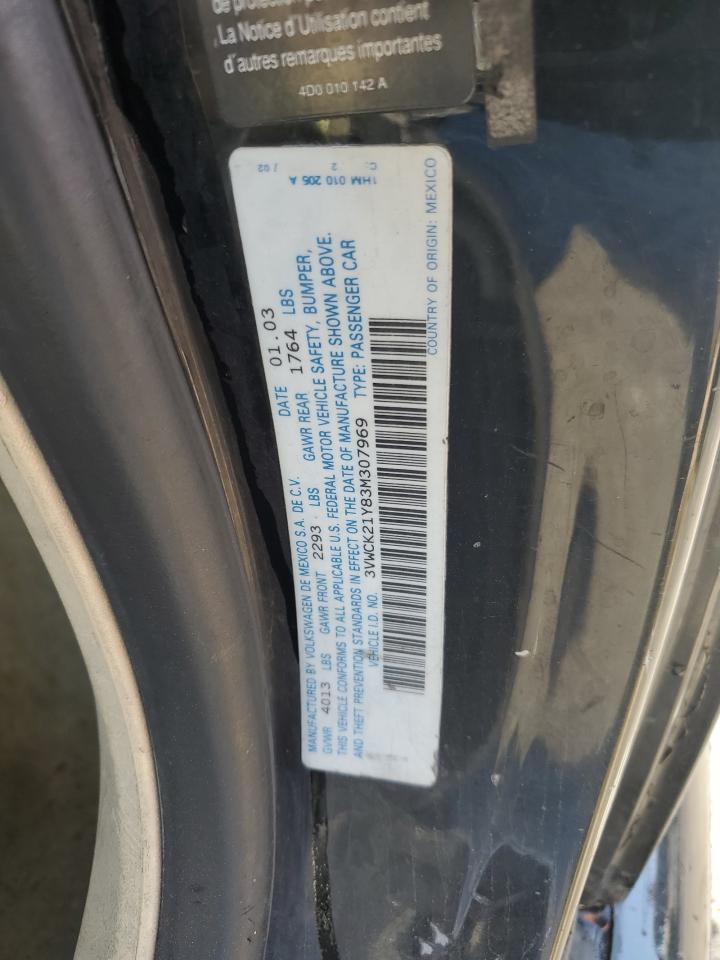 La Notice d'Utilisation contient
d'autres remarques importantes
4D0 010 142 A
MANUFACTURED BY VOLKSWAGEN DE MEXICO S.A. DE C.V. DATE 01.03
GVWR 4013 LBS GAWR FRONT 2293 LBS GAWR REAR 1764 LBS
THIS VEHICLE CONFORMS TO ALL APPLICABLE U.S. FEDERAL MOTOR VEHICLE SAFETY, BUMPER,
AND THEFT PREVENTION STANDARDS IN EFFECT ON THE DATE OF MANUFACTURE SHOWN ABOVE.
VEHICLE I.D. NO. 3VWCK21Y83M307969 TYPE: PASSENGER CAR
COUNTRY OF ORIGIN: MEXICO
1HM 010 205 A